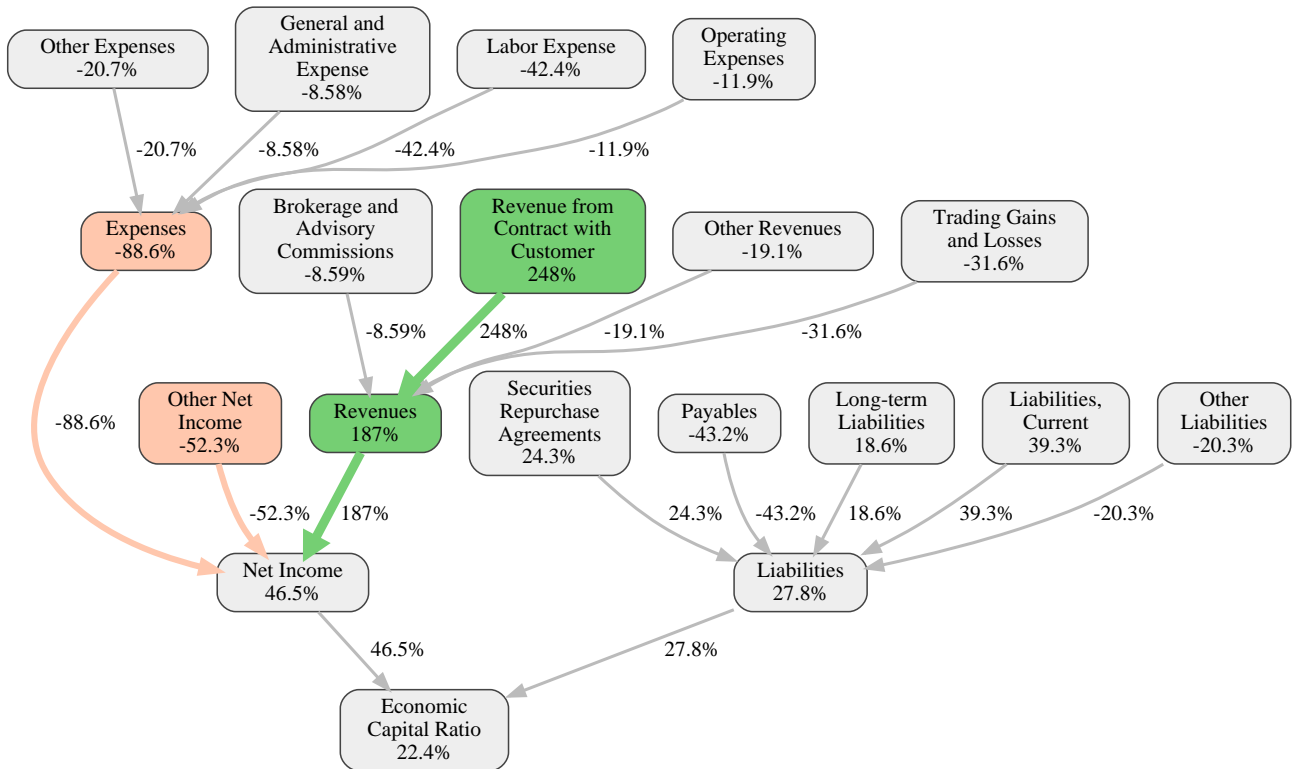 Other Expenses
-20.7%
General and
Administrative
Expense
-8.58%
Labor Expense
-42.4%
Operating
Expenses
-11.9%
-20.7%
-8.58%
-42.4%
-11.9%
Expenses
-88.6%
Brokerage and
Advisory
Commissions
-8.59%
Revenue from
Contract with
Customer
248%
Other Revenues
-19.1%
Trading Gains
and Losses
-31.6%
-8.59%
248%
-19.1%
-31.6%
-88.6%
Other Net
Income
-52.3%
Revenues
187%
Securities
Repurchase
Agreements
24.3%
Payables
-43.2%
Long-term
Liabilities
18.6%
Liabilities,
Current
39.3%
Other
Liabilities
-20.3%
-52.3%
187%
24.3%
-43.2%
18.6%
39.3%
-20.3%
Net Income
46.5%
Liabilities
27.8%
46.5%
27.8%
Economic
Capital Ratio
22.4%